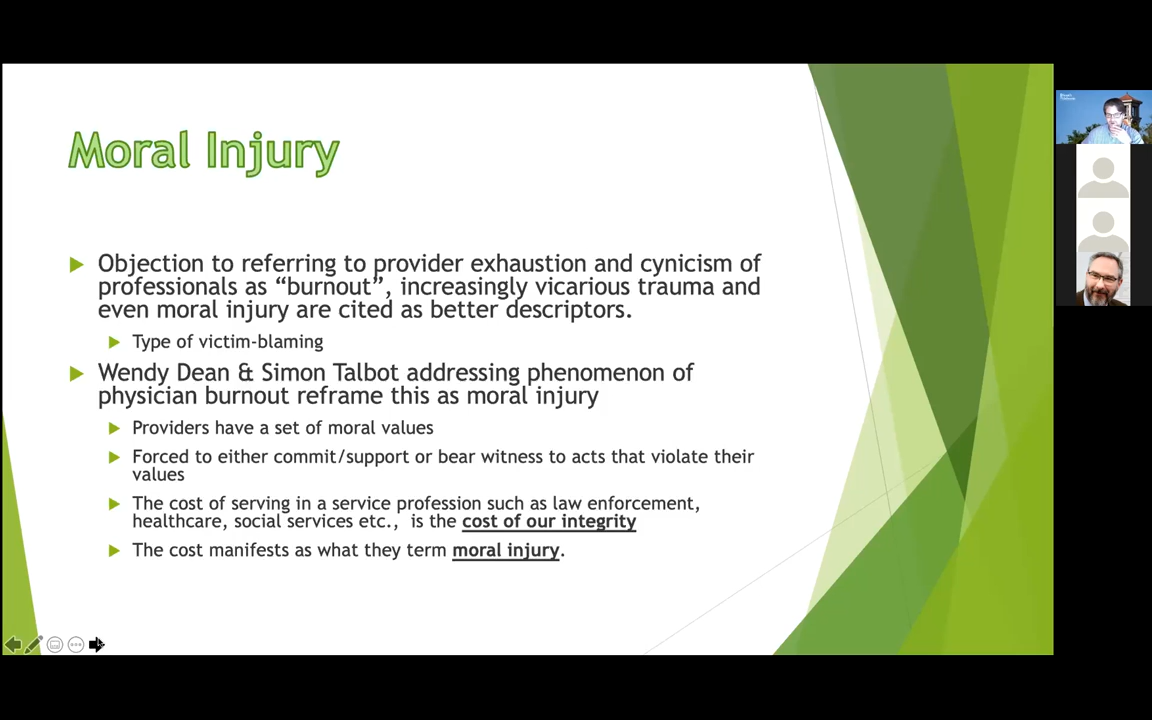 Moral Injury
Objection to referring to provider exhaustion and cynicism of
professionals as “burnout”, increasingly vicarious trauma and
even moral injury are cited as better descriptors.
Type of victim-blaming
Wendy Dean & Simon Talbot addressing phenomenon of
physician burnout reframe this as moral injury
Providers have a set of moral values
Forced to either commit/support or bear witness to acts that violate their
values
The cost of serving in a service profession such as law enforcement,
healthcare, social services etc., is the cost of our integrity
The cost manifests as what they term moral injury.